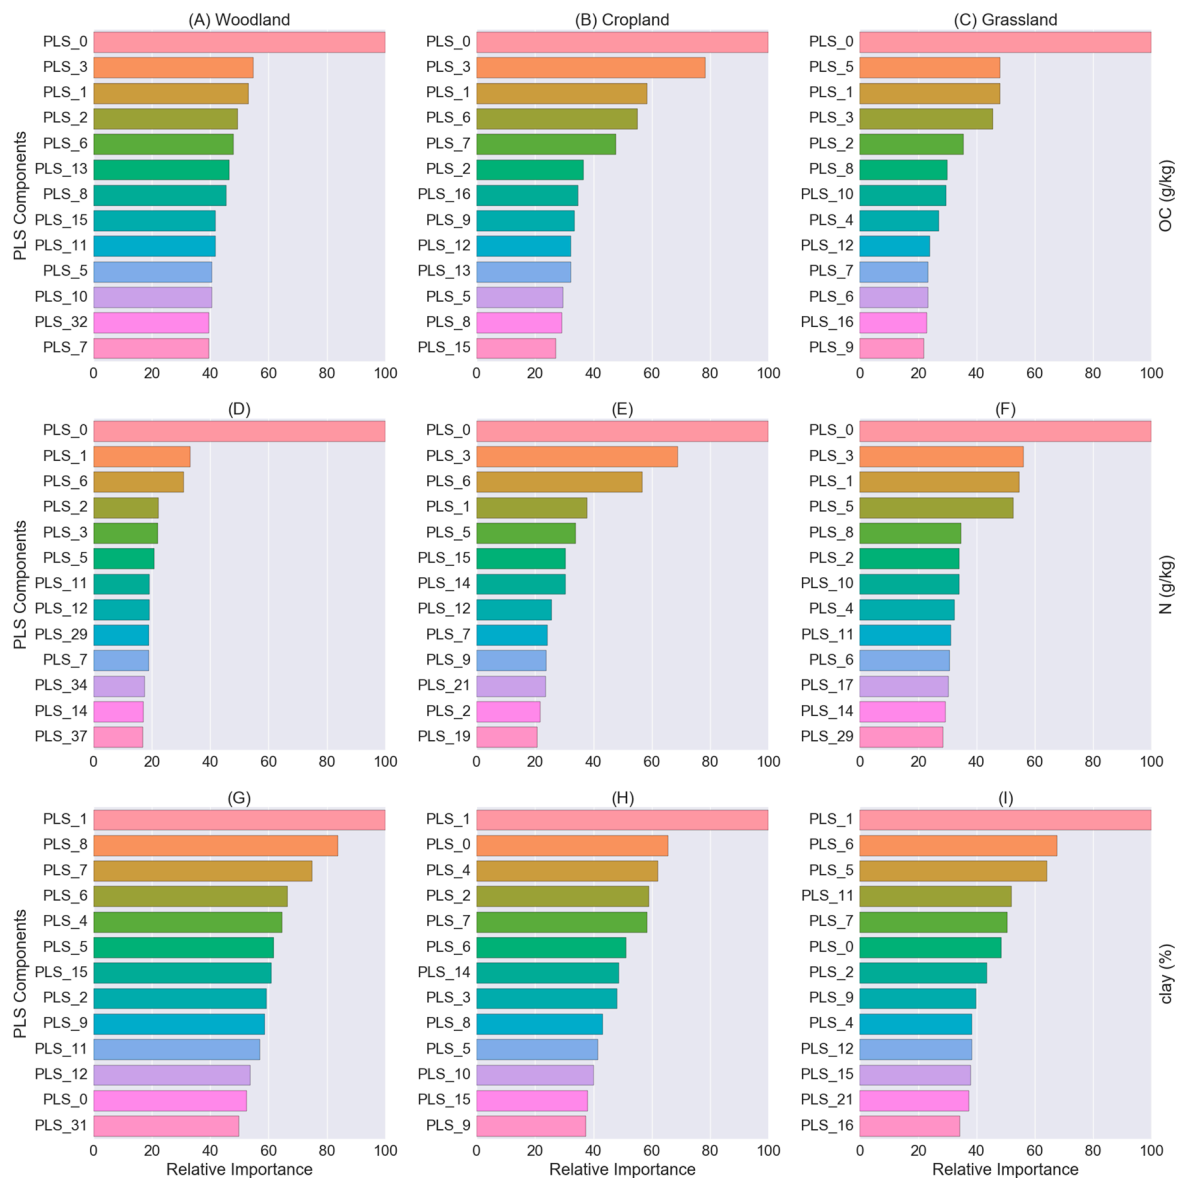 (A) Woodland
PLS_0
PLS_3
PLS_1
PLS_2
PLS_6
PLS_13
PLS_8
PLS_15
PLS_11
PLS_5
PLS_10
PLS_32
PLS_7
PLS Components
0 20 40 60 80 100
(B) Cropland
PLS_0
PLS_3
PLS_1
PLS_6
PLS_7
PLS_2
PLS_16
PLS_9
PLS_12
PLS_13
PLS_5
PLS_8
PLS_15
0 20 40 60 80 100
(C) Grassland
PLS_0
PLS_5
PLS_1
PLS_3
PLS_2
PLS_8
PLS_10
PLS_4
PLS_12
PLS_7
PLS_6
PLS_16
PLS_9
0 20 40 60 80 100
OC (g/kg)
(D)
PLS_0
PLS_1
PLS_6
PLS_2
PLS_3
PLS_5
PLS_11
PLS_12
PLS_29
PLS_7
PLS_34
PLS_14
PLS_37
PLS Components
0 20 40 60 80 100
(E)
PLS_0
PLS_3
PLS_6
PLS_1
PLS_5
PLS_15
PLS_14
PLS_12
PLS_7
PLS_9
PLS_21
PLS_2
PLS_19
0 20 40 60 80 100
(F)
PLS_0
PLS_3
PLS_1
PLS_5
PLS_8
PLS_2
PLS_10
PLS_4
PLS_11
PLS_6
PLS_17
PLS_14
PLS_29
0 20 40 60 80 100
N (g/kg)
(G)
PLS_1
PLS_8
PLS_7
PLS_6
PLS_4
PLS_5
PLS_15
PLS_2
PLS_9
PLS_11
PLS_12
PLS_0
PLS_31
PLS Components
0 20 40 60 80 100
Relative Importance
(H)
PLS_1
PLS_0
PLS_4
PLS_2
PLS_7
PLS_6
PLS_14
PLS_3
PLS_8
PLS_5
PLS_10
PLS_15
PLS_9
0 20 40 60 80 100
Relative Importance
(I)
PLS_1
PLS_6
PLS_5
PLS_11
PLS_7
PLS_0
PLS_2
PLS_9
PLS_4
PLS_12
PLS_15
PLS_21
PLS_16
0 20 40 60 80 100
Relative Importance
clay (%)